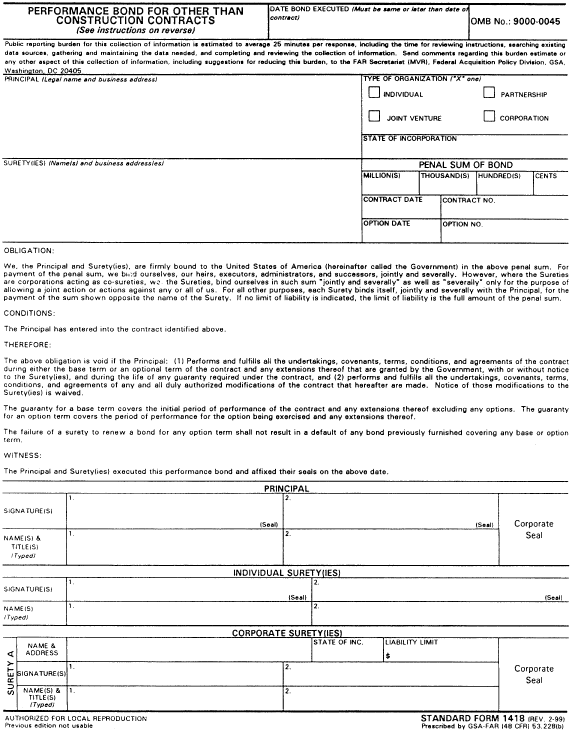 PERFORMANCE BOND FOR OTHER THAN
CONSTRUCTION CONTRACTS
(See instructions on reverse)
DATE BOND EXECUTED (Must be same or later than date of
contract)
OMB No.: 9000-0045
Public reporting burden for this collection of information is estimated to average 25 minutes per response, including the time for reviewing instructions, searching existing
data sources, gathering and maintaining the data needed, and completing and reviewing the collection of information. Send comments regarding this burden estimate or
any other aspect of this collection of information, including suggestions for reducing this burden, to the FAR Secretariat (MVR), Federal Acquisition Policy Division, GSA,
Washington, DC 20405
PRINCIPAL (Legal name and business address)
TYPE OF ORGANIZATION ("X" one)
INDIVIDUAL
PARTNERSHIP
JOINT VENTURE
CORPORATION
STATE OF INCORPORATION
SURETY(IES) (Name(s) and business address(es)
PENAL SUM OF BOND
MILLION(S)
THOUSAND(S)
HUNDRED(S)
CENTS
CONTRACT DATE
CONTRACT NO.
OPTION DATE
OPTION NO.
OBLIGATION:
We, the Principal and Surety(ies), are firmly bound to the United States of America (hereinafter called the Government) in the above penal sum. For
payment of the penal sum, we bind ourselves, our heirs, executors, administrators, and successors, jointly and severally. However, where the Sureties
are corporations acting as co-sureties, we, the Sureties, bind ourselves in such sum "jointly and severally" as well as "severally" only for the purpose of
allowing a joint action or actions against any or all of us. For all other purposes, each Surety binds itself, jointly and severally with the Principal, for the
payment of the sum shown opposite the name of the Surety. If no limit of liability is indicated, the limit of liability is the full amount of the penal sum.
CONDITIONS:
The Principal has entered into the contract identified above.
THEREFORE:
The above obligation is void if the Principal: (1) Performs and fulfills all the undertakings, covenants, terms, conditions, and agreements of the contract
during either the base term or an optional term of the contract and any extensions thereof that are granted by the Government, with or without notice
to the Surety(ies), and during the life of any guaranty required under the contract, and (2) performs and fulfills all the undertakings, covenants, terms,
conditions, and agreements of any and all duly authorized modifications of the contract that hereafter are made. Notice of those modifications to the
Surety(ies) is waived.
The guaranty for a base term covers the initial period of performance of the contract and any extensions thereof excluding any options. The guaranty
for an option term covers the period of performance for the option being exercised and any extensions thereof.
The failure of a surety to renew a bond for any option term shall not result in a default of any bond previously furnished covering any base or option
term.
WITNESS:
The Principal and Surety(ies) executed this performance bond and affixed their seals on the above date.
PRINCIPAL
SIGNATURE(S)
1.
(Seal)
2.
(Seal)
Corporate
Seal
NAME(S) &
TITLE(S)
(Typed)
1.
2.
INDIVIDUAL SURETY(IES)
SIGNATURE(S)
1.
(Seal)
2.
(Seal)
NAME(S)
(Typed)
1.
2.
CORPORATE SURETY(IES)
SURETY A
NAME &
ADDRESS
STATE OF INC.
LIABILITY LIMIT
$
SIGNATURE(S)
1.
2.
Corporate
Seal
NAME(S) &
TITLE(S)
(Typed)
1.
2.
AUTHORIZED FOR LOCAL REPRODUCTION
Previous edition not usable
STANDARD FORM 1418 (REV. 2-99)
Prescribed by GSA-FAR (48 CFR) 53.228(b)